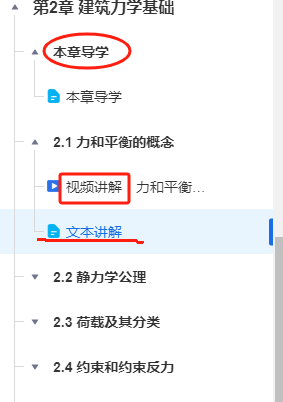 第2章 建筑力学基础
本章导学
本章导学
2.1 力和平衡的概念
视频讲解 力和平衡…
文本讲解
2.2 静力学公理
2.3 荷载及其分类
2.4 约束和约束反力